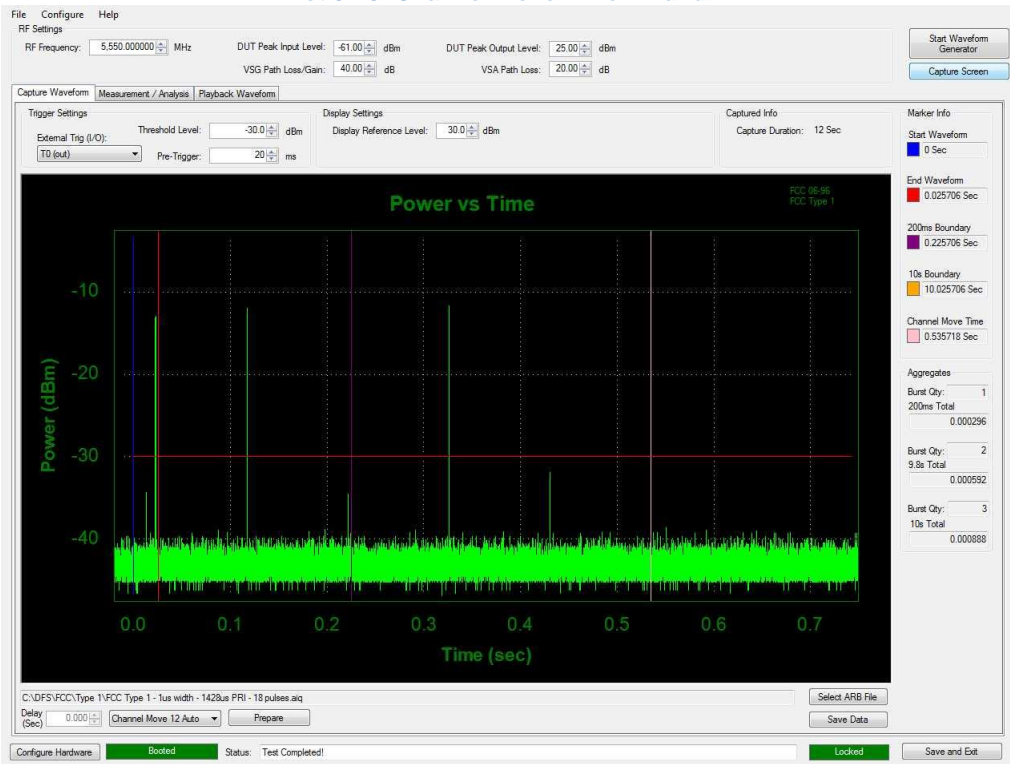 File Configure Help
RF Settings
RF Frequency: 5,550.000000 MHz DUT Peak Input Level: -61.00 dBm DUT Peak Output Level: 25.00 dBm
VSG Path Loss/Gain: 40.00 dB VSA Path Loss: 20.00 dB
Start Waveform
Generator
Capture Screen
Capture Waveform Measurement / Analysis Playback Waveform
Trigger Settings
External Trig (I/O):
T0 (out)
Threshold Level: -30.0 dBm
Pre-Trigger: 20 ms
Display Settings
Display Reference Level: 30.0 dBm
Captured Info
Capture Duration: 12 Sec
Marker Info
Start Waveform
0 Sec
End Waveform
0.025706 Sec
200ms Boundary
0.225706 Sec
10s Boundary
10.025706 Sec
Channel Move Time
0.535718 Sec
Aggregates
Burst Qty: 1
200ms Total
0.000296
Burst Qty: 2
9.8s Total
0.000592
Burst Qty: 3
10s Total
0.000888
Power vs Time
FCC 06-96
FCC Type 1
Power (dBm)
-10
-20
-30
-40
0.0 0.1 0.2 0.3 0.4 0.5 0.6 0.7
Time (sec)
C:\DFS\FCC\Type 1\FCC Type 1 - 1us width - 1428us PRI - 18 pulses.aiq
Select ARB File
Delay
(Sec) 0.000 Channel Move 12 Auto Prepare
Save Data
Configure Hardware Booted Status: Test Completed! Locked Save and Exit